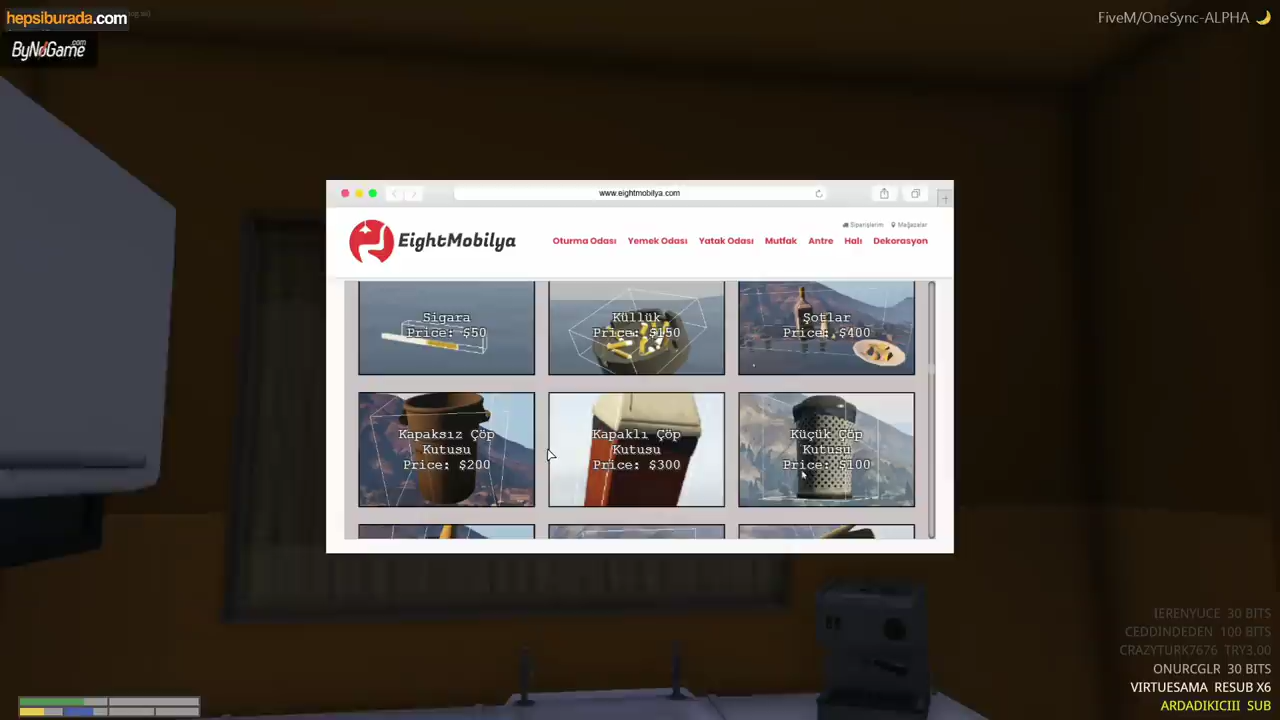 hepsiburada.com
ByNoGame.com
FiveM/OneSync-ALPHA
www.eightmobilya.com
EightMobilya
Siparişlerim Mağazalar
Oturma Odası Yemek Odası Yatak Odası Mutfak Antre Halı Dekorasyon
Sigara
Price: $50
Küllük
Price: $150
Şotlar
Price: $400
Kapaksız Çöp
Kutusu
Price: $200
Kapaklı Çöp
Kutusu
Price: $300
Küçük Çöp
Kutusu
Price: $100
IERENYUCE 30 BITS
CEDDINDEDEN 100 BITS
CRAZYTURK7676 TRY3,00
ONURCGLR 30 BITS
VIRTUESAMA RESUB X6
ARDADIKICIII SUB